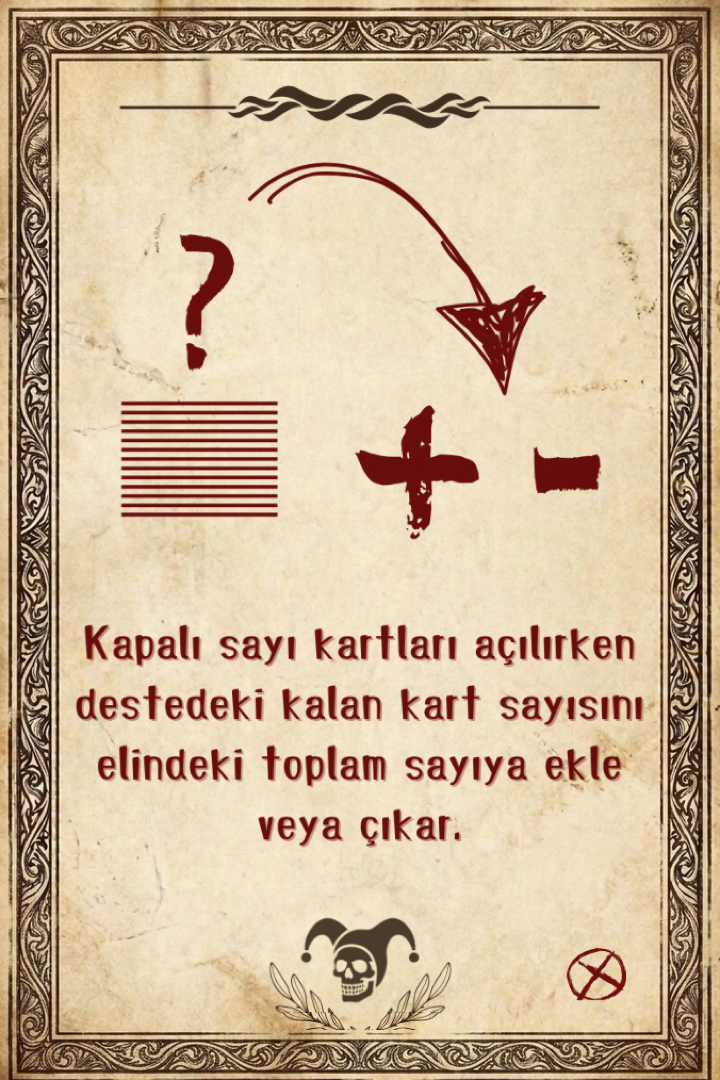 ?
+ -
Kapalı sayı kartları açılırken
destedeki kalan kart sayısını
elindeki toplam sayıya ekle
veya çıkar.